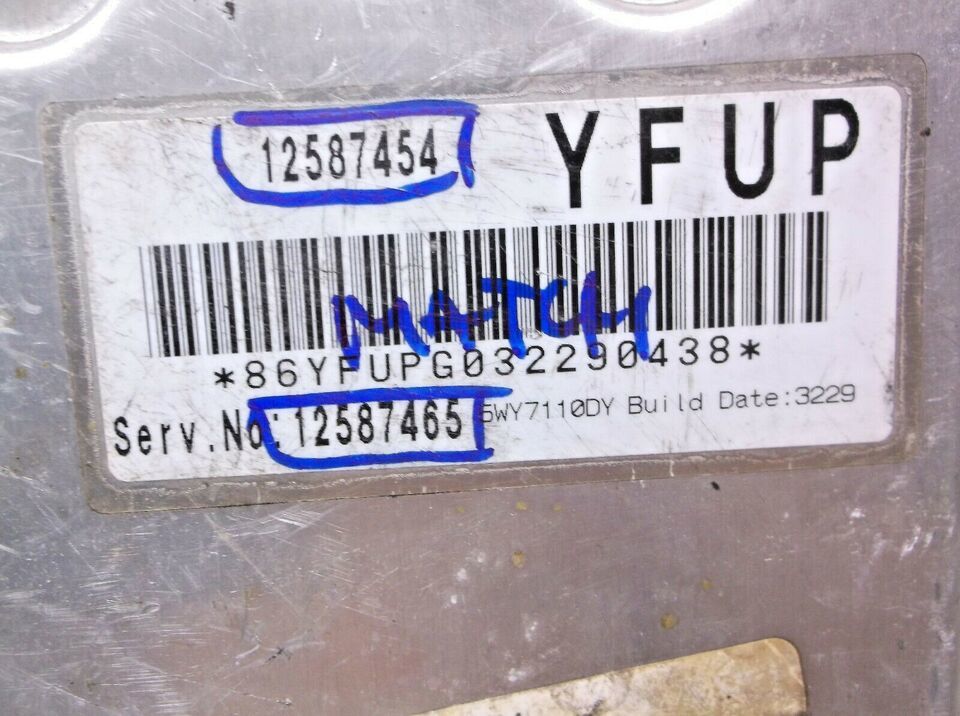 12587454 YFUP
MATCH
*86YFUPG032290438*
Serv.No:12587465 5WY7110DY Build Date:3229